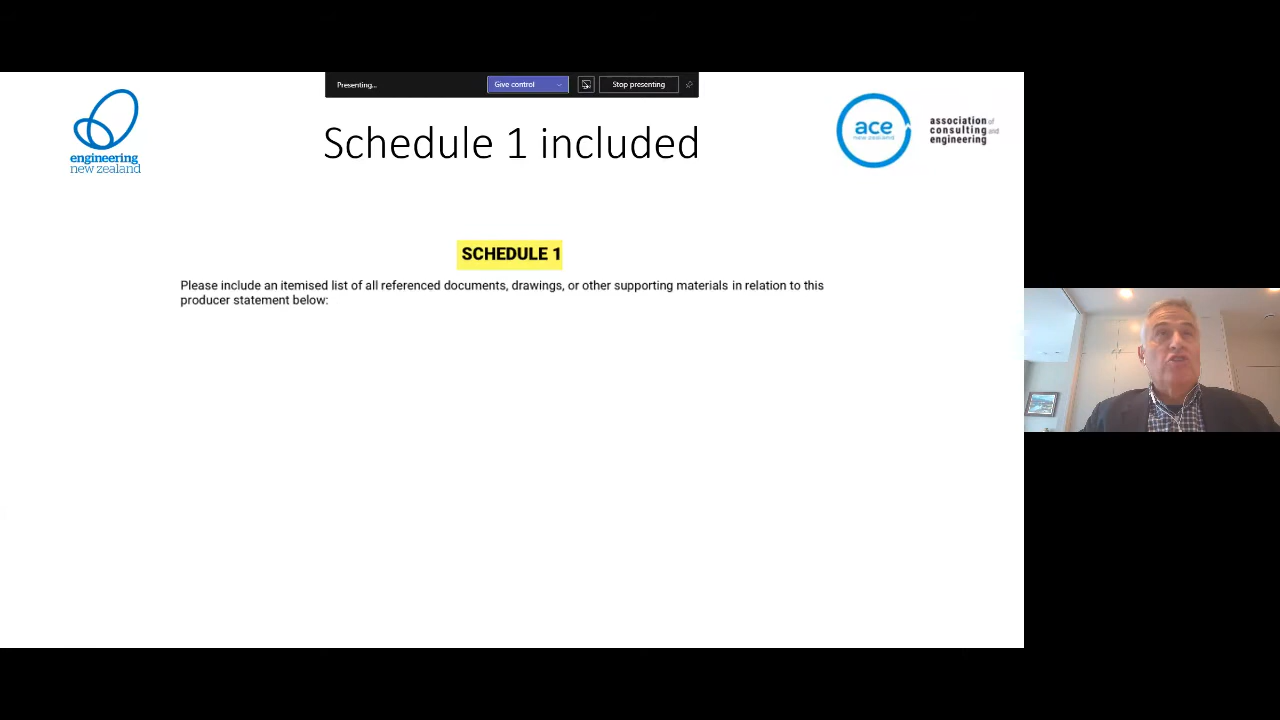 Presenting...
Give control
Stop presenting
engineering
new zealand
Schedule 1 included
ace
new zealand
association of
consulting and
engineering
SCHEDULE 1
Please include an itemised list of all referenced documents, drawings, or other supporting materials in relation to this
producer statement below: